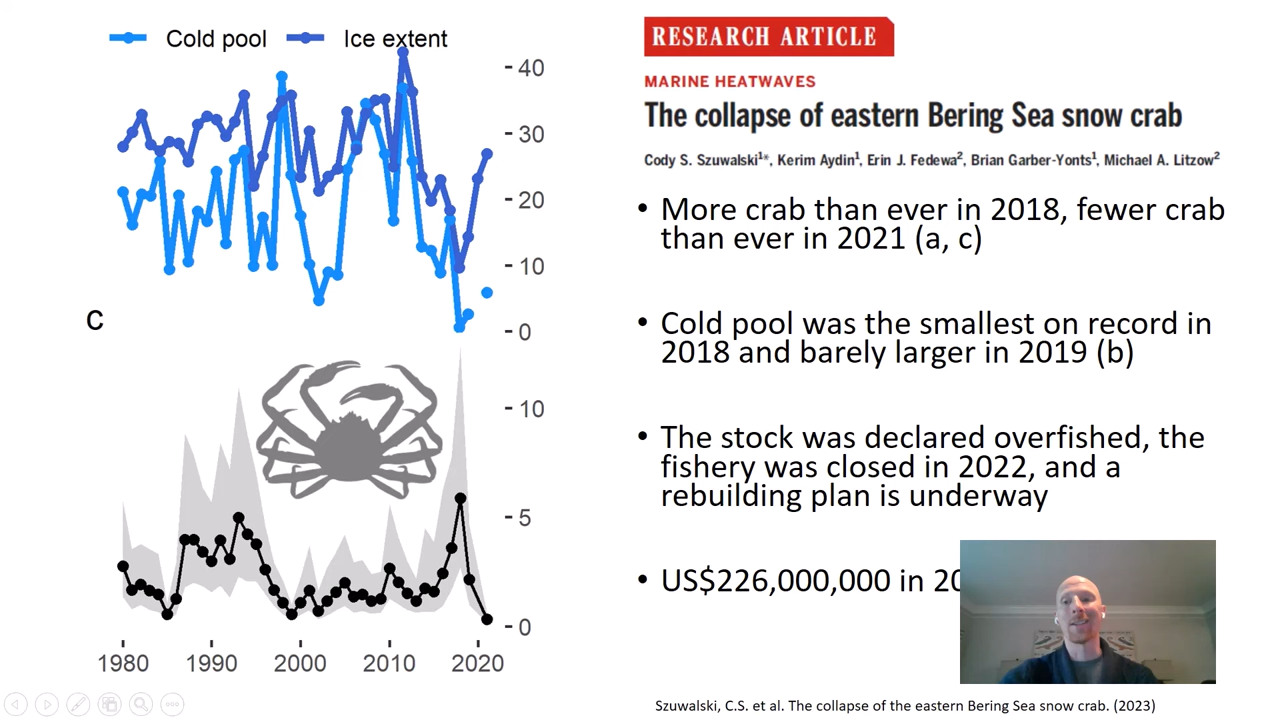 Cold pool Ice extent
40
30
20
10
0
C
10
5
0
1980 1990 2000 2010 2020
RESEARCH ARTICLE
MARINE HEATWAVES
The collapse of eastern Bering Sea snow crab
Cody S. Szuwalski¹*, Kerim Aydin¹, Erin J. Fedewa², Brian Garber-Yonts¹, Michael A. Litzow²
• More crab than ever in 2018, fewer crab
than ever in 2021 (a, c)
• Cold pool was the smallest on record in
2018 and barely larger in 2019 (b)
• The stock was declared overfished, the
fishery was closed in 2022, and a
rebuilding plan is underway
• US$226,000,000 in 20
Szuwalski, C.S. et al. The collapse of the eastern Bering Sea snow crab. (2023)